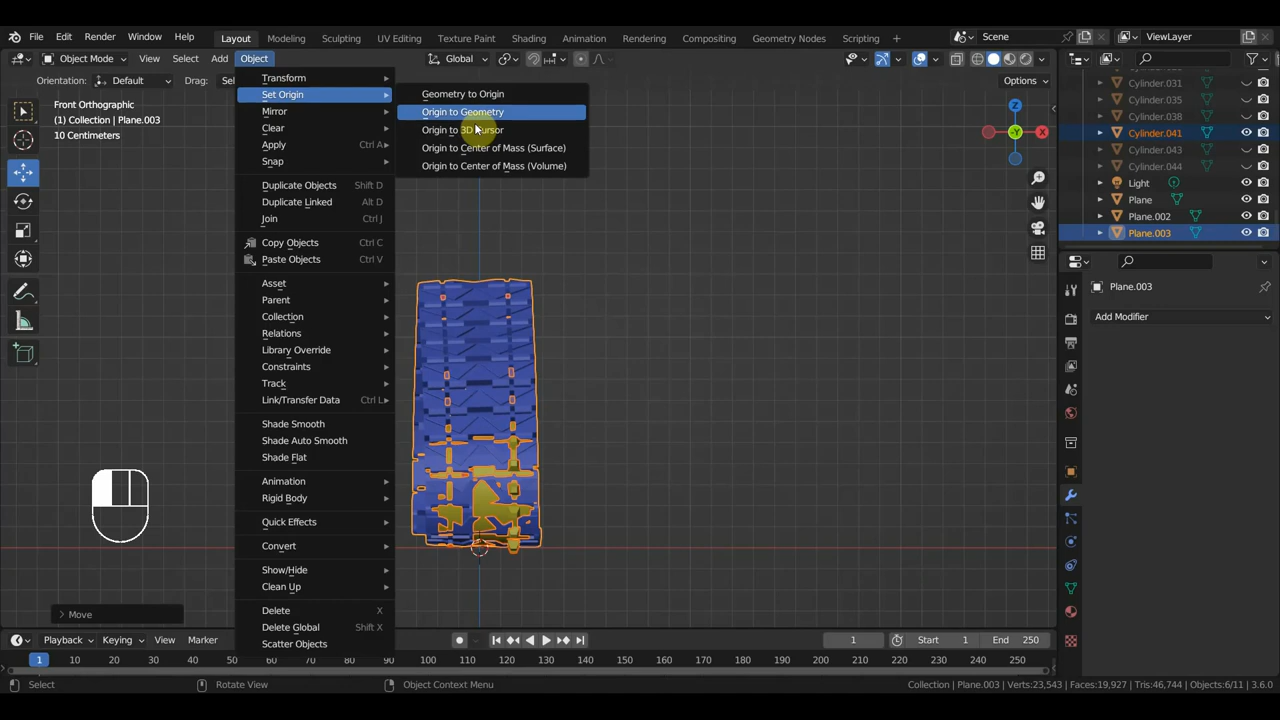 File Edit Render Window Help Layout Modeling Sculpting UV Editing Texture Paint Shading Animation Rendering Compositing Geometry Nodes Scripting Scene ViewLayer
Object Mode View Select Add Object Global
Orientation: Default Drag: Options
Front Orthographic
(1) Collection | Plane.003
10 Centimeters
Transform
Set Origin
Mirror
Clear
Apply Ctrl A
Snap
Duplicate Objects Shift D
Duplicate Linked Alt D
Join Ctrl J
Copy Objects Ctrl C
Paste Objects Ctrl V
Asset
Parent
Collection
Relations
Library Override
Constraints
Track
Link/Transfer Data Ctrl L
Shade Smooth
Shade Auto Smooth
Shade Flat
Animation
Rigid Body
Quick Effects
Convert
Show/Hide
Clean Up
Delete X
Delete Global Shift X
Scatter Objects
Geometry to Origin
Origin to Geometry
Origin to 3D Cursor
Origin to Center of Mass (Surface)
Origin to Center of Mass (Volume)
X
-Y
Z
Cylinder.035
Cylinder.038
Cylinder.041
Cylinder.043
Cylinder.044
Light
Plane
Plane.002
Plane.003
Plane.003
Add Modifier
> Move
Playback Keying View Marker 1 Start 1 End 250
1 10 20 30 40 50 60 70 80 90 100 110 120 130 140 150 160 170 180 190 200 210 220 230 240 250
Select Rotate View Object Context Menu Collection | Plane.003 | Verts:23,543 | Faces:19,927 | Tris:46,744 | Objects:6/11 | 3.6.0